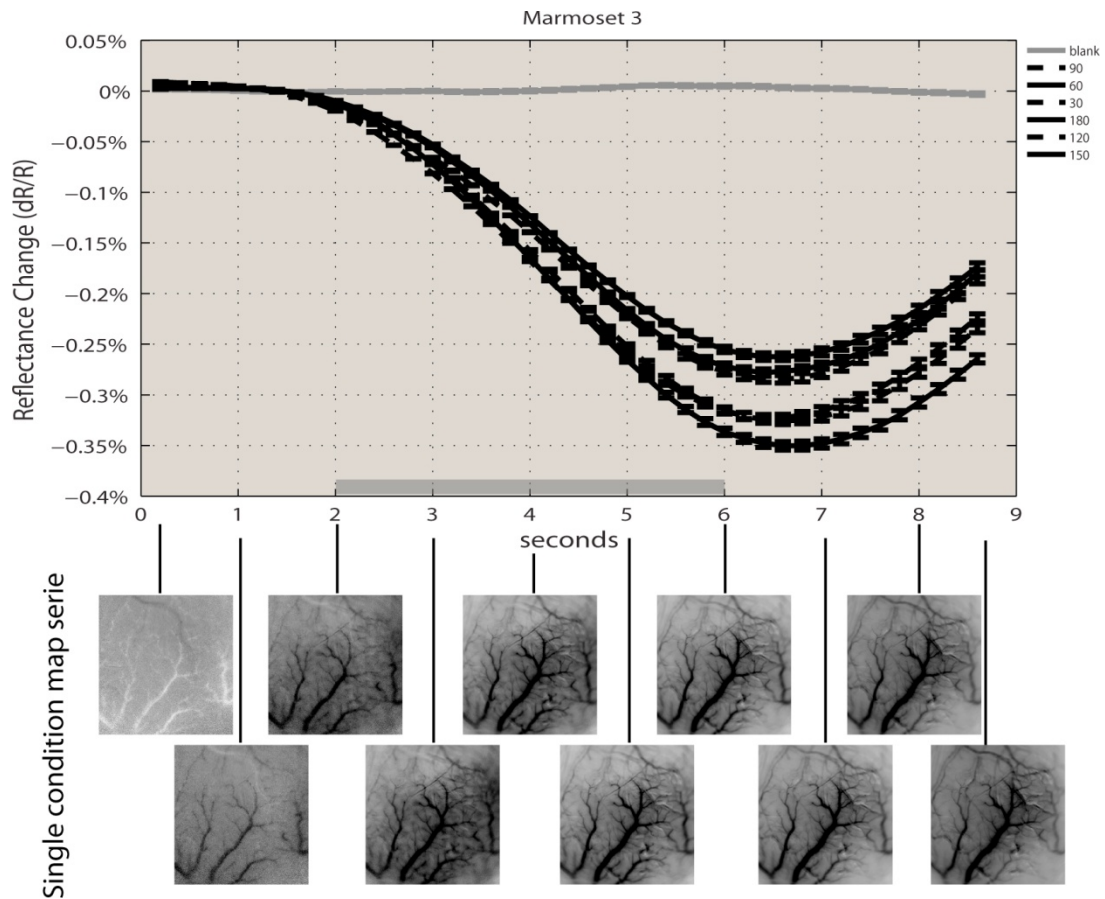 Marmoset 3
0.05%
0%
−0.05%
−0.1%
−0.15%
−0.2%
−0.25%
−0.3%
−0.35%
−0.4%
Reflectance Change (dR/R)
0 1 2 3 4 5 6 7 8 9
seconds
blank
90
60
30
180
120
150
Single condition map serie